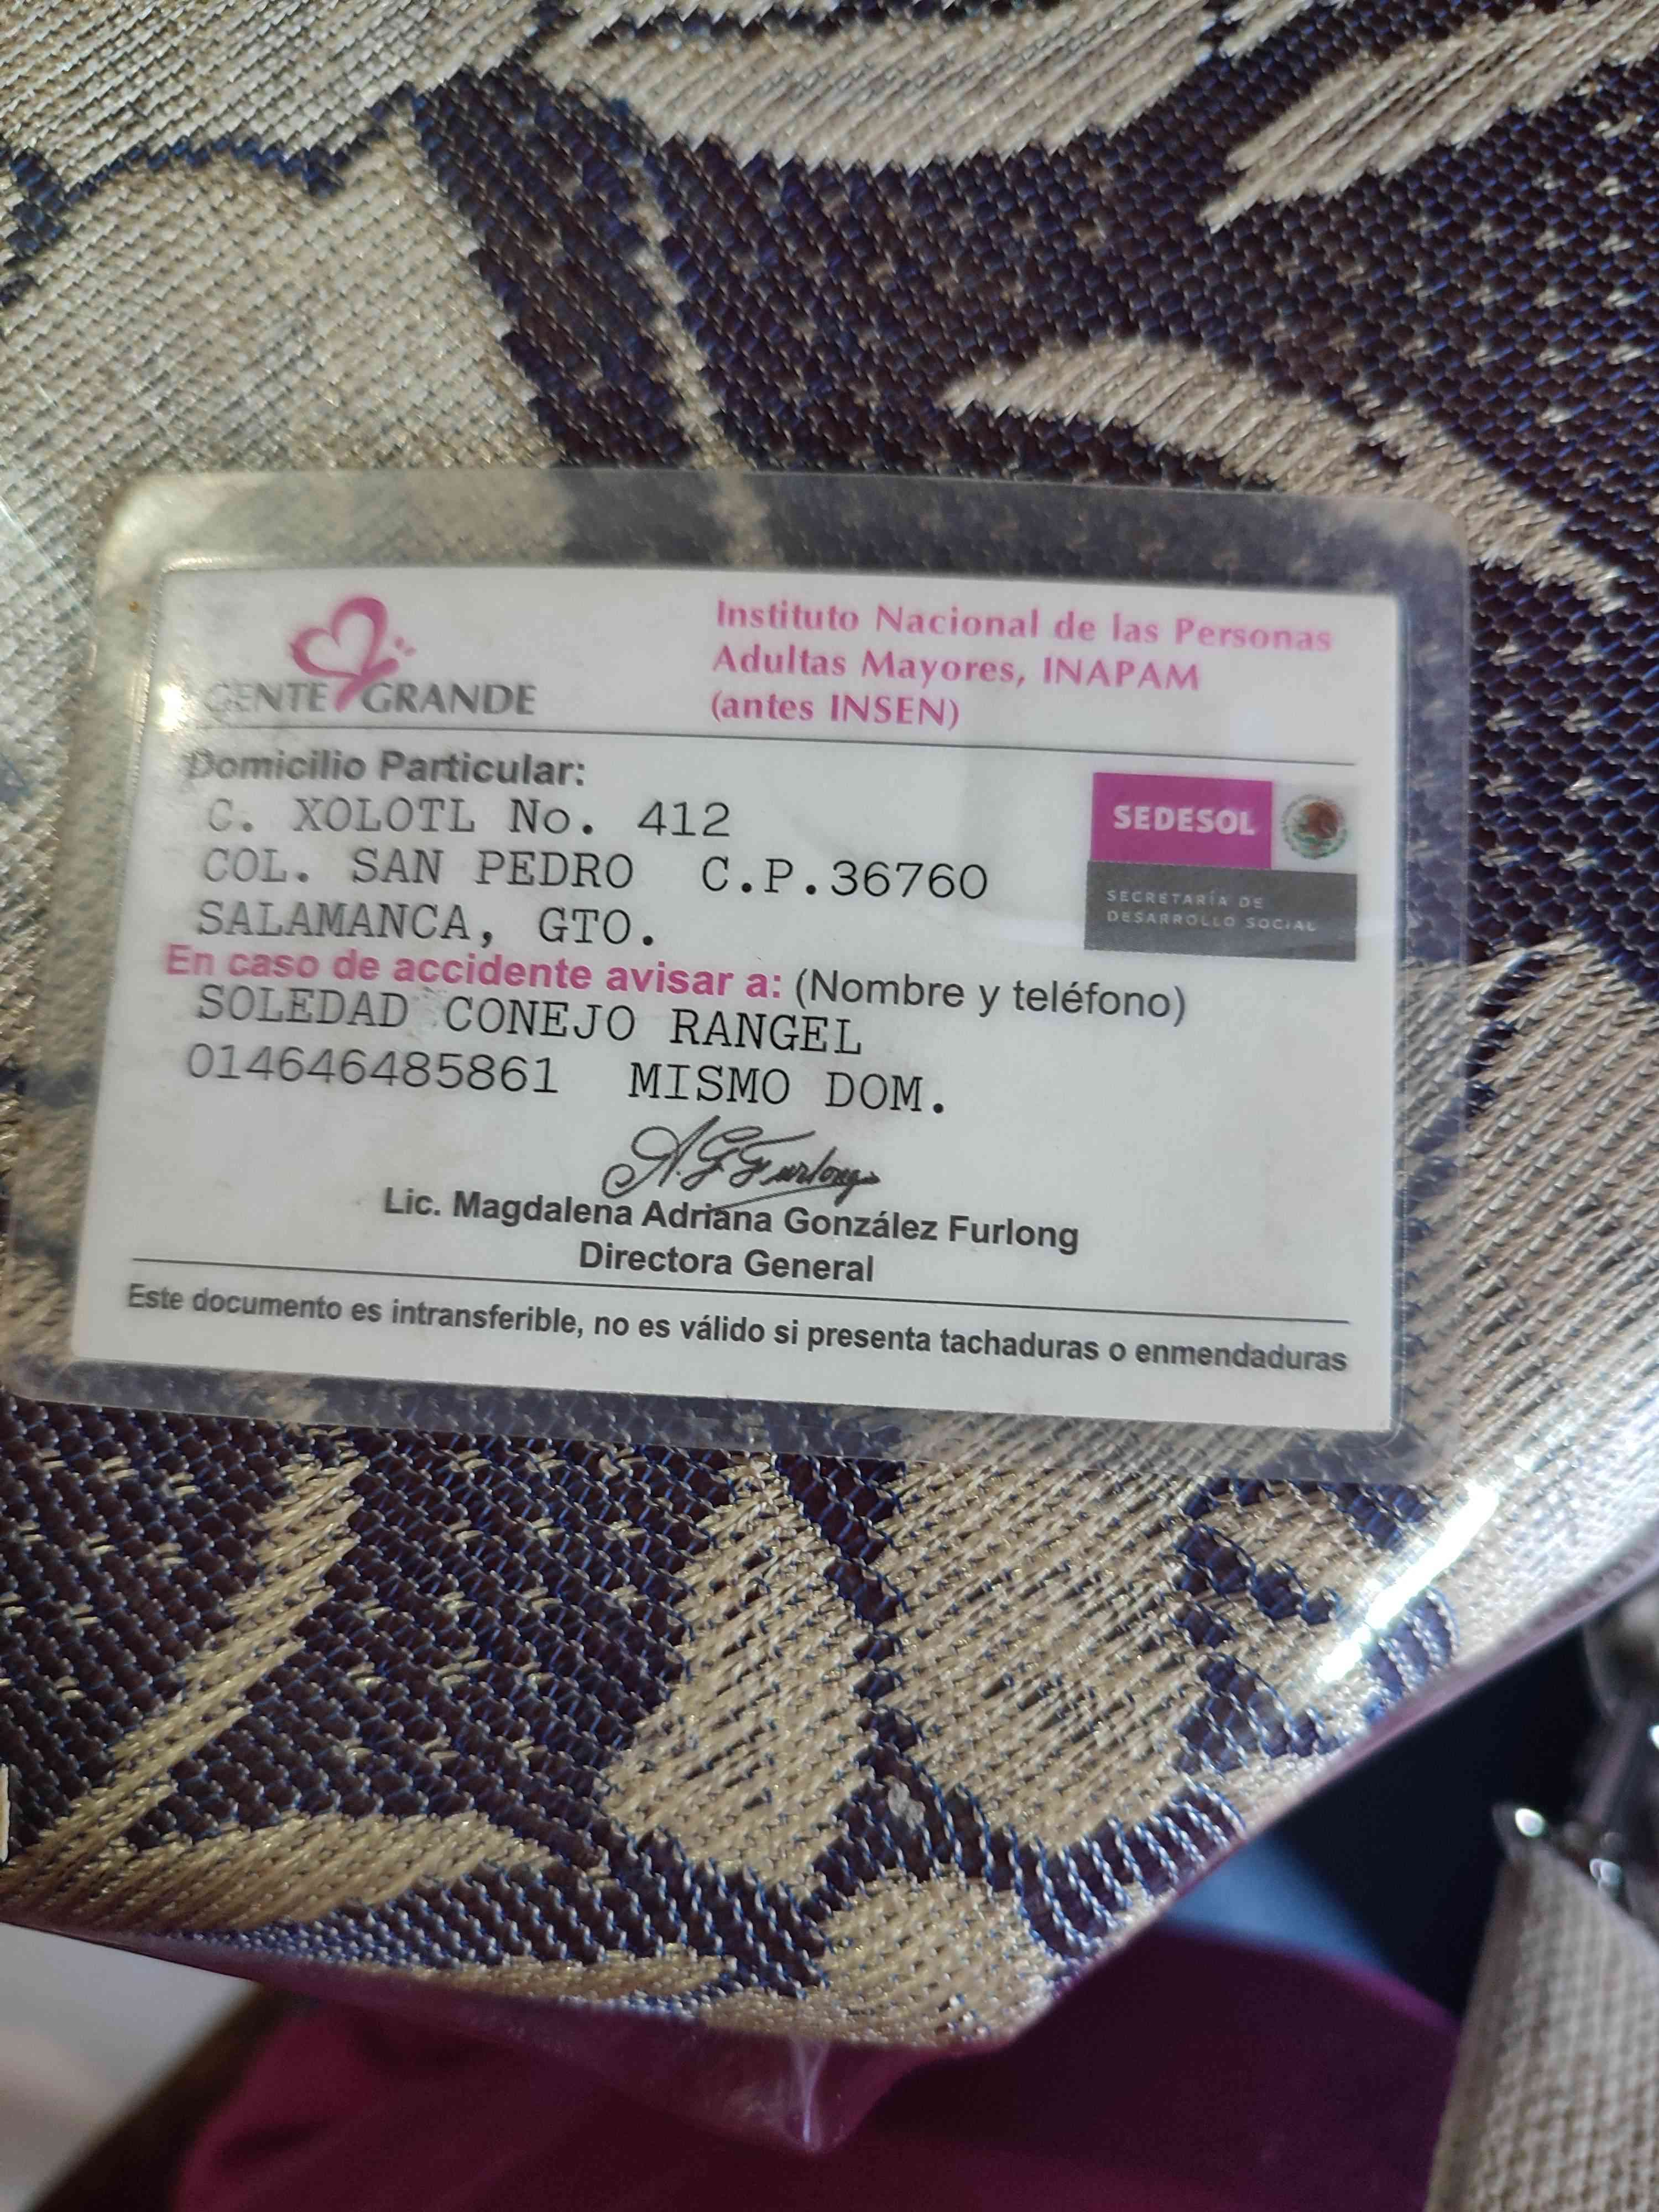 GENTE GRANDE
Instituto Nacional de las Personas
Adultas Mayores, INAPAM
(antes INSEN)
Domicilio Particular:
C. XOLOTL No. 412
COL. SAN PEDRO C.P.36760
SALAMANCA, GTO.
SEDESOL
SECRETARÍA DE
DESARROLLO SOCIAL
En caso de accidente avisar a: (Nombre y teléfono)
SOLEDAD CONEJO RANGEL
014646485861 MISMO DOM.
A.G. Furlong
Lic. Magdalena Adriana González Furlong
Directora General
Este documento es intransferible, no es válido si presenta tachaduras o enmendaduras